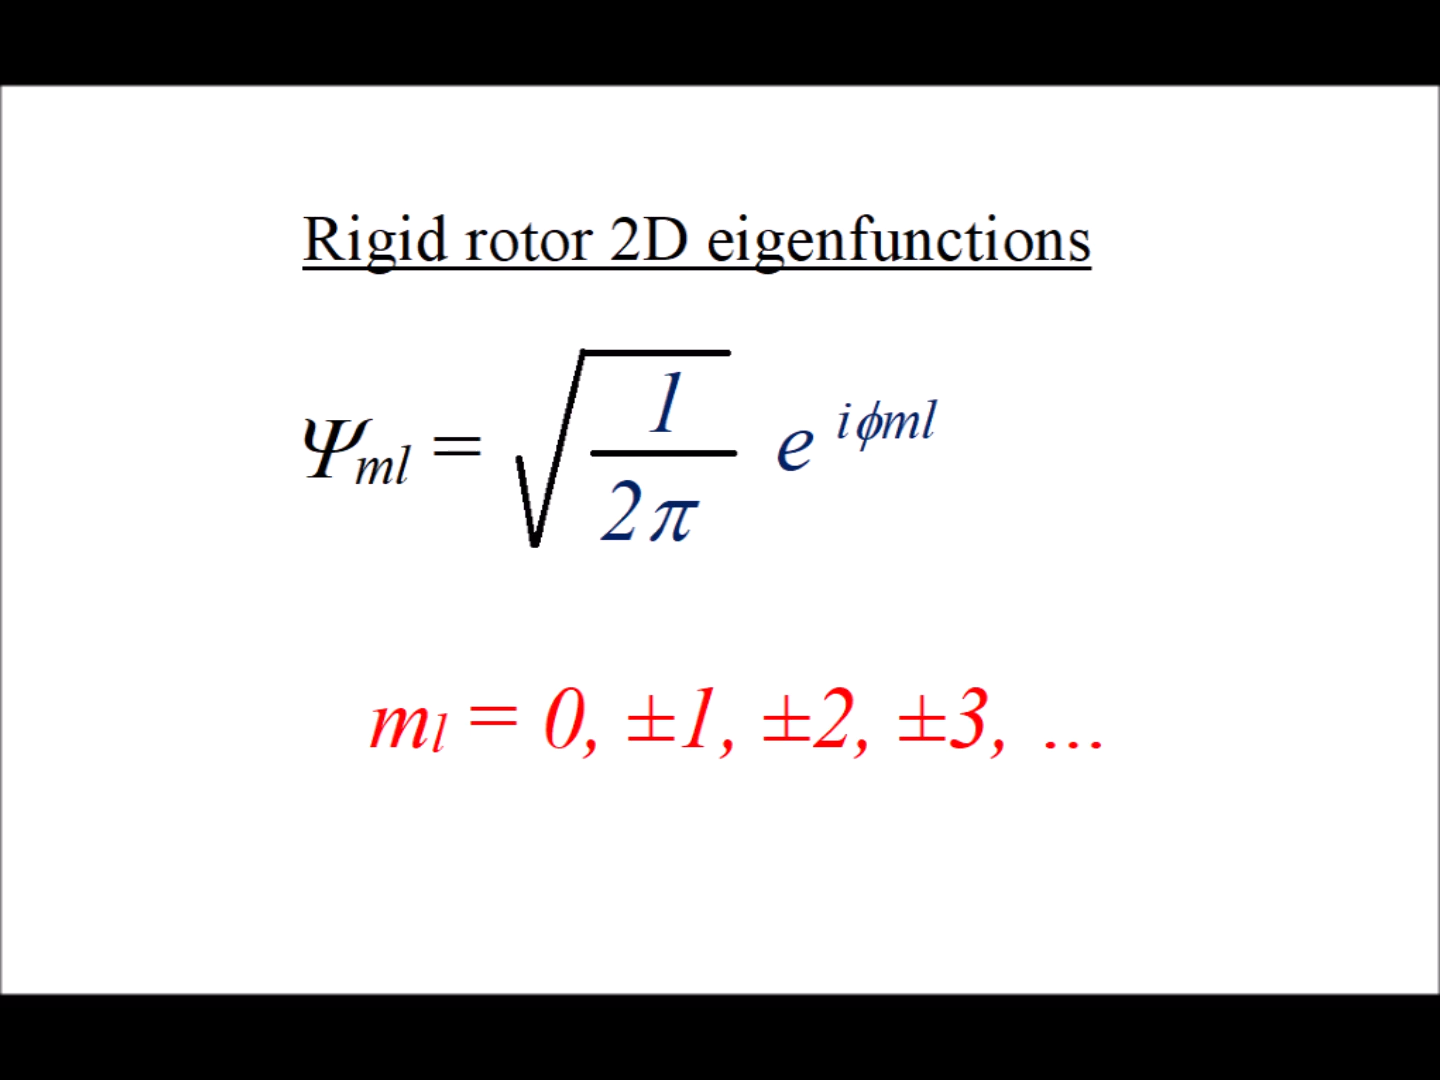 Rigid rotor 2D eigenfunctions
Ψml = √(1/2π) e^iϕml
ml = 0, ±1, ±2, ±3, ...